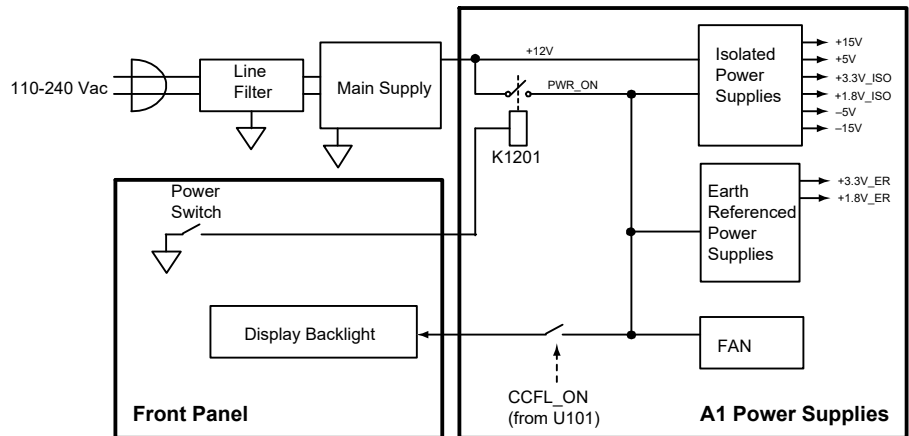 110-240 Vac
Line
Filter
Main Supply
+12V
PWR_ON
K1201
Isolated
Power
Supplies
+15V
+5V
+3.3V_ISO
+1.8V_ISO
–5V
–15V
Power
Switch
Earth
Referenced
Power
Supplies
+3.3V_ER
+1.8V_ER
Display Backlight
FAN
CCFL_ON
(from U101)
Front Panel
A1 Power Supplies